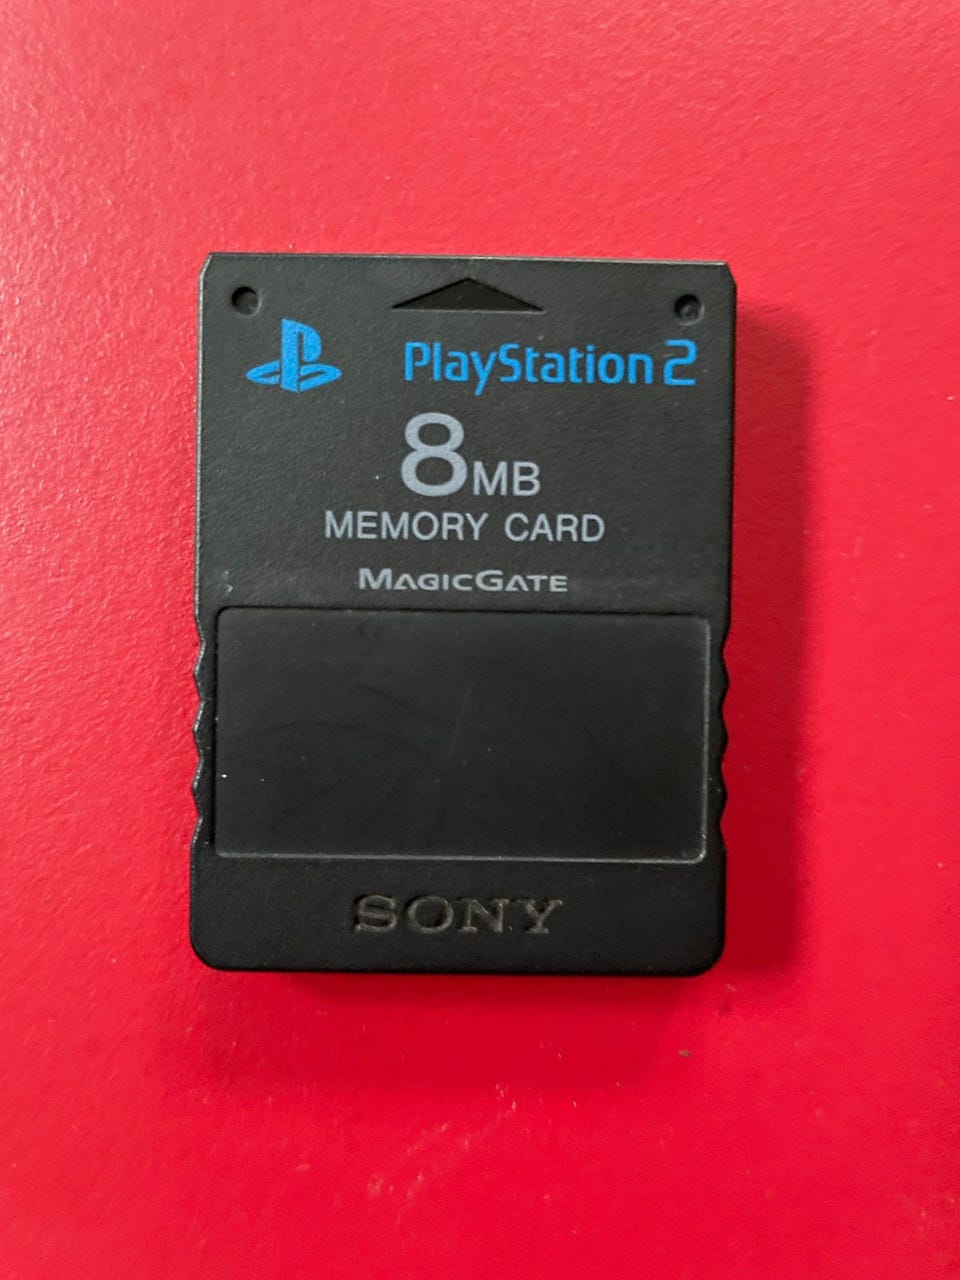 PlayStation 2
8MB
MEMORY CARD
MAGICGATE
SONY